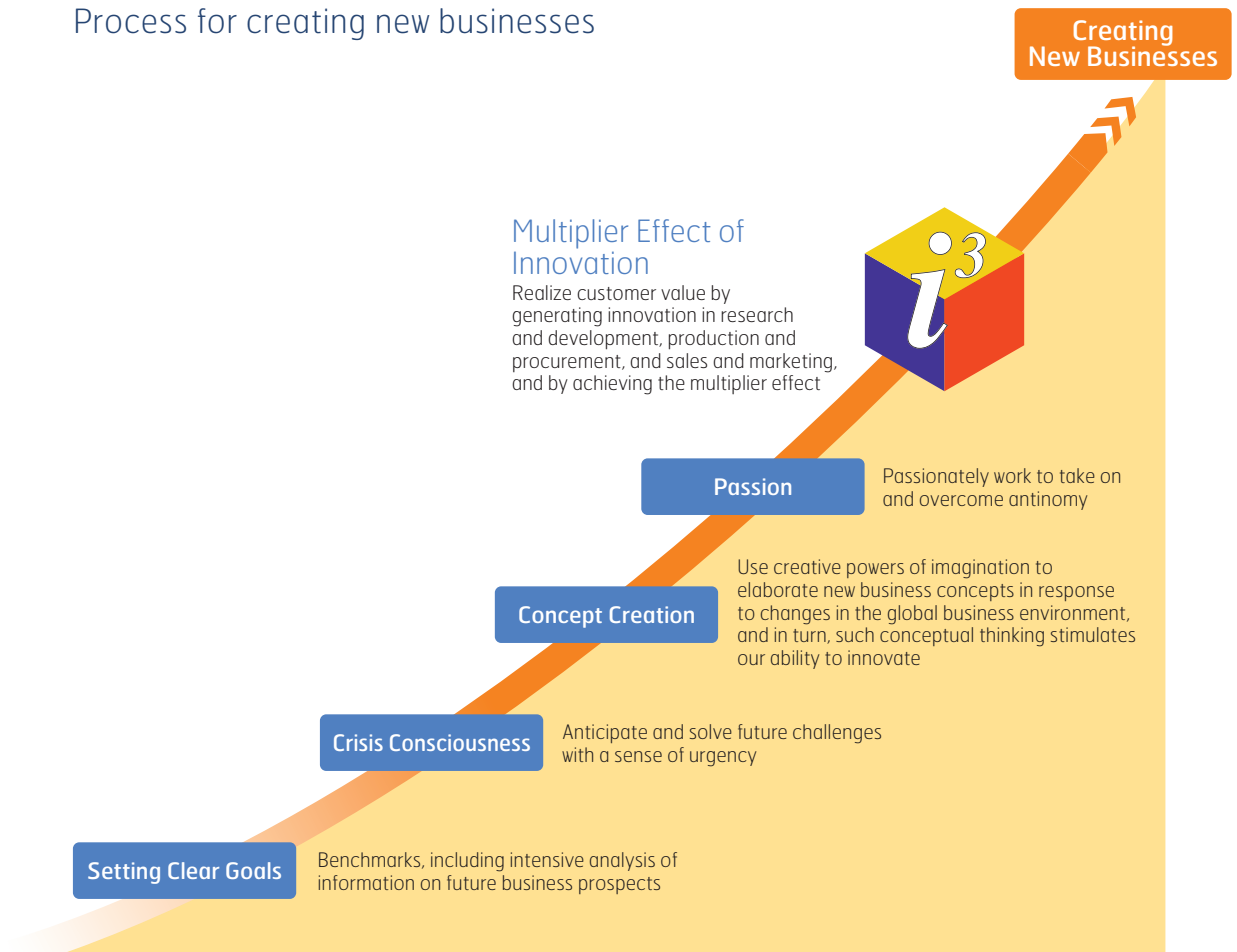 Process for creating new businesses
Creating
New Businesses
Multiplier Effect of
Innovation
Realize customer value by
generating innovation in research
and development, production and
procurement, and sales and marketing,
and by achieving the multiplier effect
i3
Passion
Passionately work to take on
and overcome antinomy
Concept Creation
Use creative powers of imagination to
elaborate new business concepts in response
to changes in the global business environment,
and in turn, such conceptual thinking stimulates
our ability to innovate
Crisis Consciousness
Anticipate and solve future challenges
with a sense of urgency
Setting Clear Goals
Benchmarks, including intensive analysis of
information on future business prospects